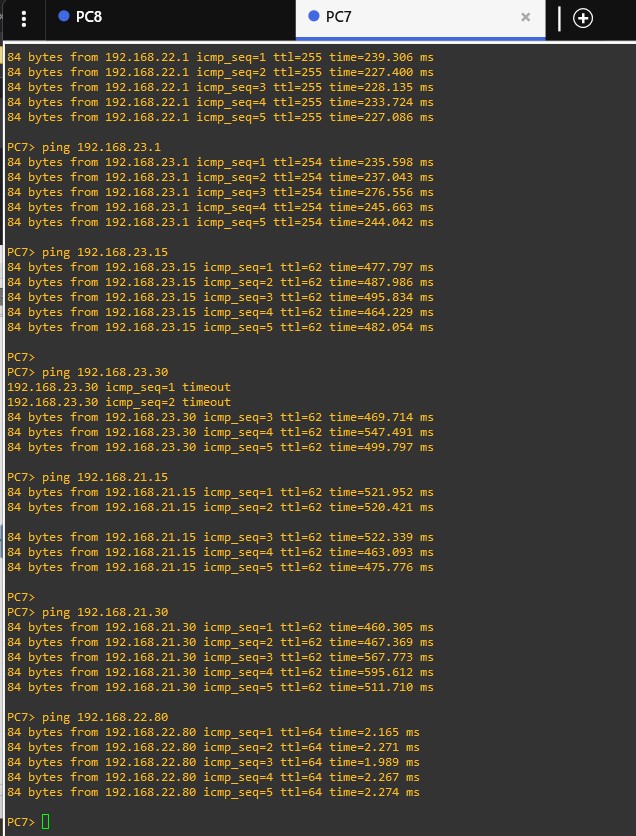 PC8
PC7
84 bytes from 192.168.22.1 icmp_seq=1 ttl=255 time=239.306 ms
84 bytes from 192.168.22.1 icmp_seq=2 ttl=255 time=227.400 ms
84 bytes from 192.168.22.1 icmp_seq=3 ttl=255 time=228.135 ms
84 bytes from 192.168.22.1 icmp_seq=4 ttl=255 time=233.724 ms
84 bytes from 192.168.22.1 icmp_seq=5 ttl=255 time=227.086 ms
PC7> ping 192.168.23.1
84 bytes from 192.168.23.1 icmp_seq=1 ttl=254 time=235.598 ms
84 bytes from 192.168.23.1 icmp_seq=2 ttl=254 time=237.043 ms
84 bytes from 192.168.23.1 icmp_seq=3 ttl=254 time=276.556 ms
84 bytes from 192.168.23.1 icmp_seq=4 ttl=254 time=245.663 ms
84 bytes from 192.168.23.1 icmp_seq=5 ttl=254 time=244.042 ms
PC7> ping 192.168.23.15
84 bytes from 192.168.23.15 icmp_seq=1 ttl=62 time=477.797 ms
84 bytes from 192.168.23.15 icmp_seq=2 ttl=62 time=487.986 ms
84 bytes from 192.168.23.15 icmp_seq=3 ttl=62 time=495.834 ms
84 bytes from 192.168.23.15 icmp_seq=4 ttl=62 time=464.229 ms
84 bytes from 192.168.23.15 icmp_seq=5 ttl=62 time=482.054 ms
PC7>
PC7> ping 192.168.23.30
192.168.23.30 icmp_seq=1 timeout
192.168.23.30 icmp_seq=2 timeout
84 bytes from 192.168.23.30 icmp_seq=3 ttl=62 time=469.714 ms
84 bytes from 192.168.23.30 icmp_seq=4 ttl=62 time=547.491 ms
84 bytes from 192.168.23.30 icmp_seq=5 ttl=62 time=499.797 ms
PC7> ping 192.168.21.15
84 bytes from 192.168.21.15 icmp_seq=1 ttl=62 time=521.952 ms
84 bytes from 192.168.21.15 icmp_seq=2 ttl=62 time=520.421 ms
84 bytes from 192.168.21.15 icmp_seq=3 ttl=62 time=522.339 ms
84 bytes from 192.168.21.15 icmp_seq=4 ttl=62 time=463.093 ms
84 bytes from 192.168.21.15 icmp_seq=5 ttl=62 time=475.776 ms
PC7>
PC7> ping 192.168.21.30
84 bytes from 192.168.21.30 icmp_seq=1 ttl=62 time=460.305 ms
84 bytes from 192.168.21.30 icmp_seq=2 ttl=62 time=467.369 ms
84 bytes from 192.168.21.30 icmp_seq=3 ttl=62 time=567.773 ms
84 bytes from 192.168.21.30 icmp_seq=4 ttl=62 time=595.612 ms
84 bytes from 192.168.21.30 icmp_seq=5 ttl=62 time=511.710 ms
PC7> ping 192.168.22.80
84 bytes from 192.168.22.80 icmp_seq=1 ttl=64 time=2.165 ms
84 bytes from 192.168.22.80 icmp_seq=2 ttl=64 time=2.271 ms
84 bytes from 192.168.22.80 icmp_seq=3 ttl=64 time=1.989 ms
84 bytes from 192.168.22.80 icmp_seq=4 ttl=64 time=2.267 ms
84 bytes from 192.168.22.80 icmp_seq=5 ttl=64 time=2.274 ms
PC7>